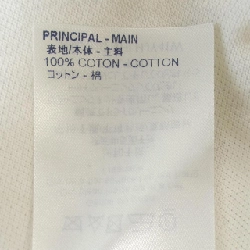 PRINCIPAL - MAIN
表地/本体 - 主料
100% COTON - COTTON
コットン - 棉